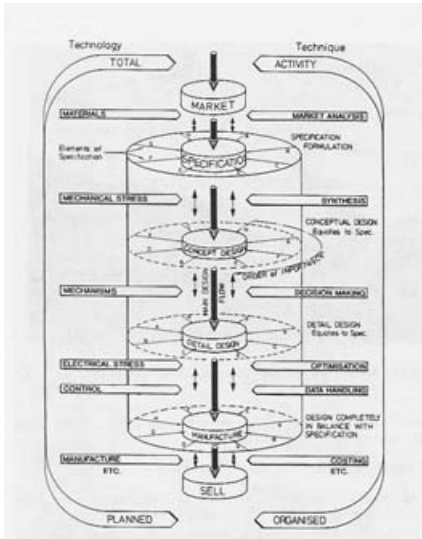 Technology
Technique
TOTAL
ACTIVITY
MARKET
MATERIALS
MARKET ANALYSIS
Elements of
Specification
SPECIFICATION
SPECIFICATION
FORMULATION
MECHANICAL STRESS
SYNTHESIS
CONCEPT DESIGN
CONCEPTUAL DESIGN
Equates to Spec.
ORDER of IMPORTANCE
MECHANISMS
MAIN DESIGN
FLOW
DECISION MAKING
DETAIL DESIGN
DETAIL DESIGN
Equates to Spec.
ELECTRICAL STRESS
OPTIMISATION
CONTROL
DATA HANDLING
MANUFACTURE
DESIGN COMPLETELY
IN BALANCE WITH
SPECIFICATION
MANUFACTURE
ETC.
COSTING
ETC.
SELL
PLANNED
ORGANISED